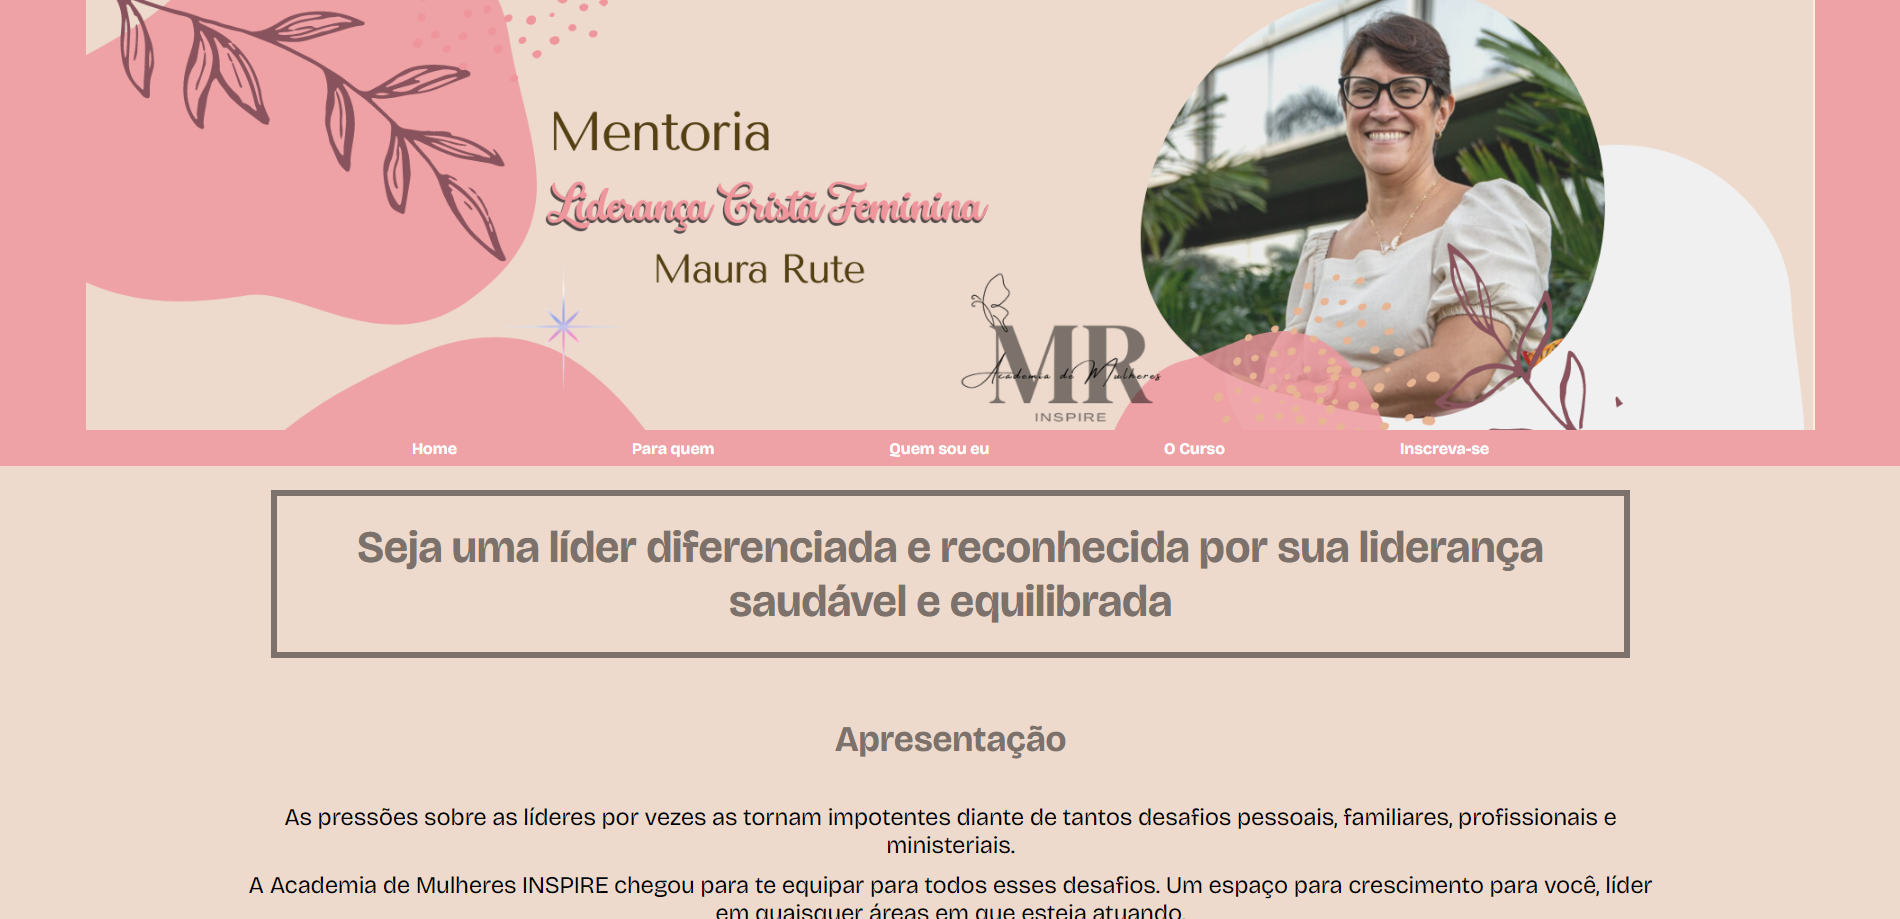 Mentoria
Liderança Cristã Feminina
Maura Rute
MR
Academia de Mulheres
INSPIRE
Home
Para quem
Quem sou eu
O Curso
Inscreva-se
Seja uma líder diferenciada e reconhecida por sua liderança
saudável e equilibrada
Apresentação
As pressões sobre as líderes por vezes as tornam impotentes diante de tantos desafios pessoais, familiares, profissionais e
ministeriais.
A Academia de Mulheres INSPIRE chegou para te equipar para todos esses desafios. Um espaço para crescimento para você, líder
em quaisquer áreas em que esteja atuando.